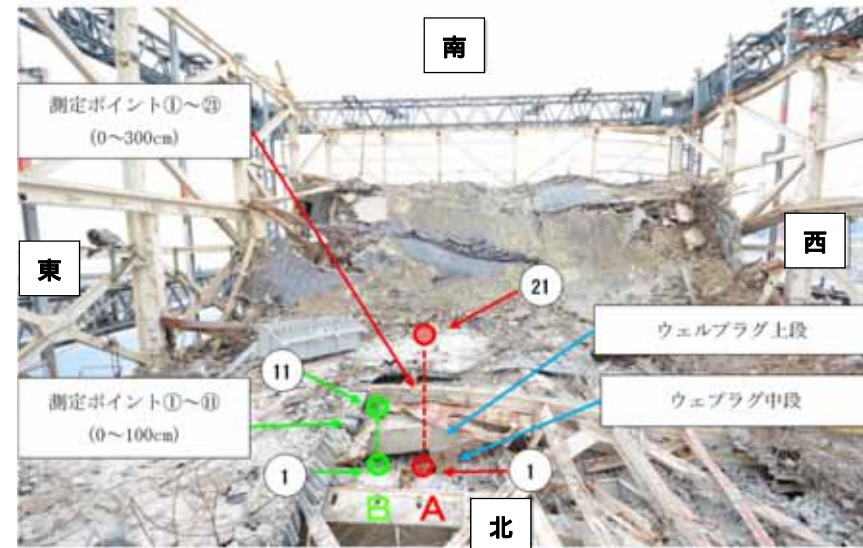 南
測定ポイント①~㉑
(0~300cm)
東
西
21
ウェルプラグ上段
11
ウェプラグ中段
測定ポイント①~⑪
(0~100cm)
1
1
B
A
北